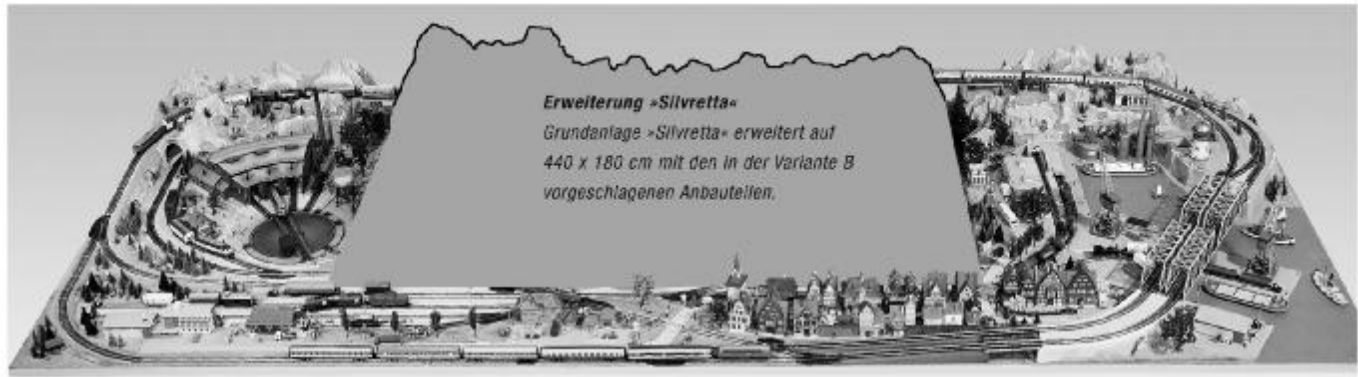 Erweiterung »Silvretta«
Grundanlage »Silvretta« erweitert auf
440 x 180 cm mit den in der Variante B
vorgeschlagenen Anbauteilen.